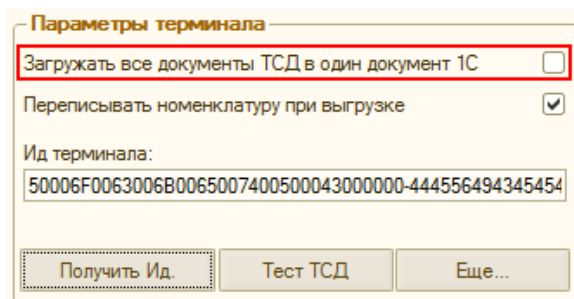 Параметры терминала
Загружать все документы ТСД в один документ 1С
Переписывать номенклатуру при выгрузке
Ид терминала:
50006F0063006B0065007400500043000000-444556494345454
Получить Ид. Тест ТСД Еще...